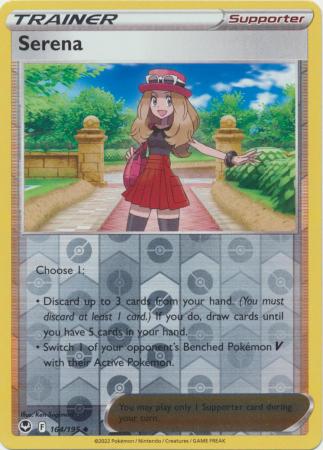 TRAINER Supporter
Serena
Choose 1:
• Discard up to 3 cards from your hand. (You must
discard at least 1 card.) If you do, draw cards until
you have 5 cards in your hand.
• Switch 1 of your opponent's Benched Pokémon V
with their Active Pokémon.
Illus. Ken Sugimori
You may play only 1 Supporter card during
your turn.
F 164/195
©2022 Pokémon / Nintendo / Creatures / GAME FREAK